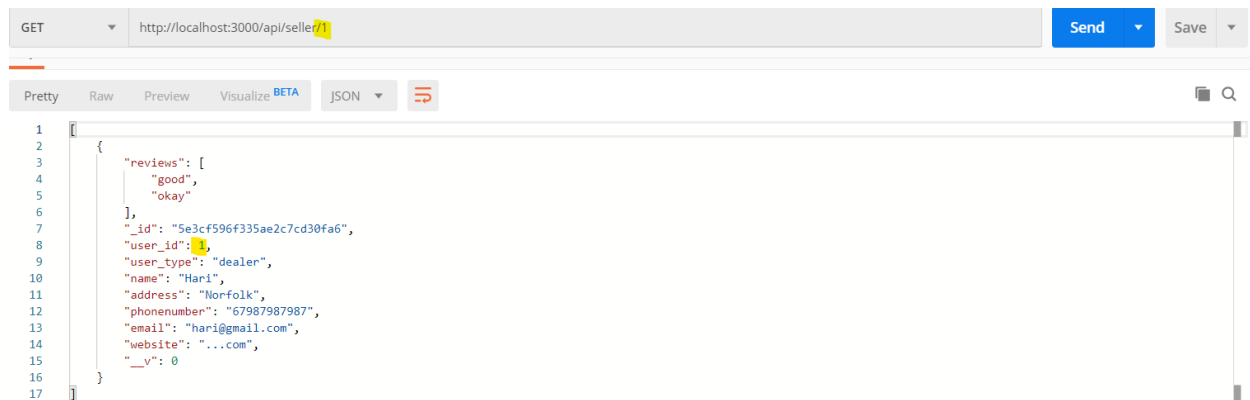 GET http://localhost:3000/api/seller/1 Send Save
Pretty Raw Preview Visualize BETA JSON
1 [
2 {
3 "reviews": [
4 "good",
5 "okay"
6 ],
7 "_id": "5e3cf596f335ae2c7cd30fa6",
8 "user_id": 1,
9 "user_type": "dealer",
10 "name": "Hari",
11 "address": "Norfolk",
12 "phonenumber": "67987987987",
13 "email": "hari@gmail.com",
14 "website": "...com",
15 "__v": 0
16 }
17 ]